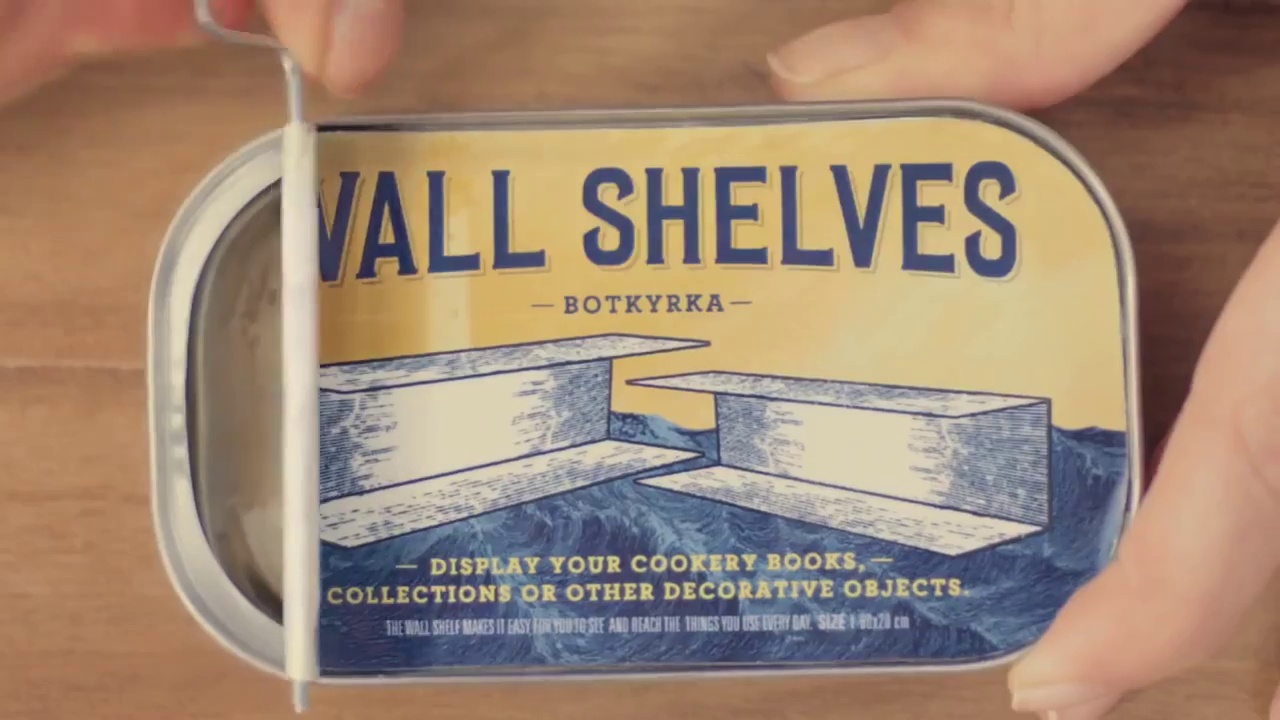 WALL SHELVES
— BOTKYRKA —
— DISPLAY YOUR COOKERY BOOKS, —
COLLECTIONS OR OTHER DECORATIVE OBJECTS.
THE WALL SHELF MAKES IT EASY FOR YOU TO SEE AND REACH THE THINGS YOU USE EVERY DAY. SIZE cm